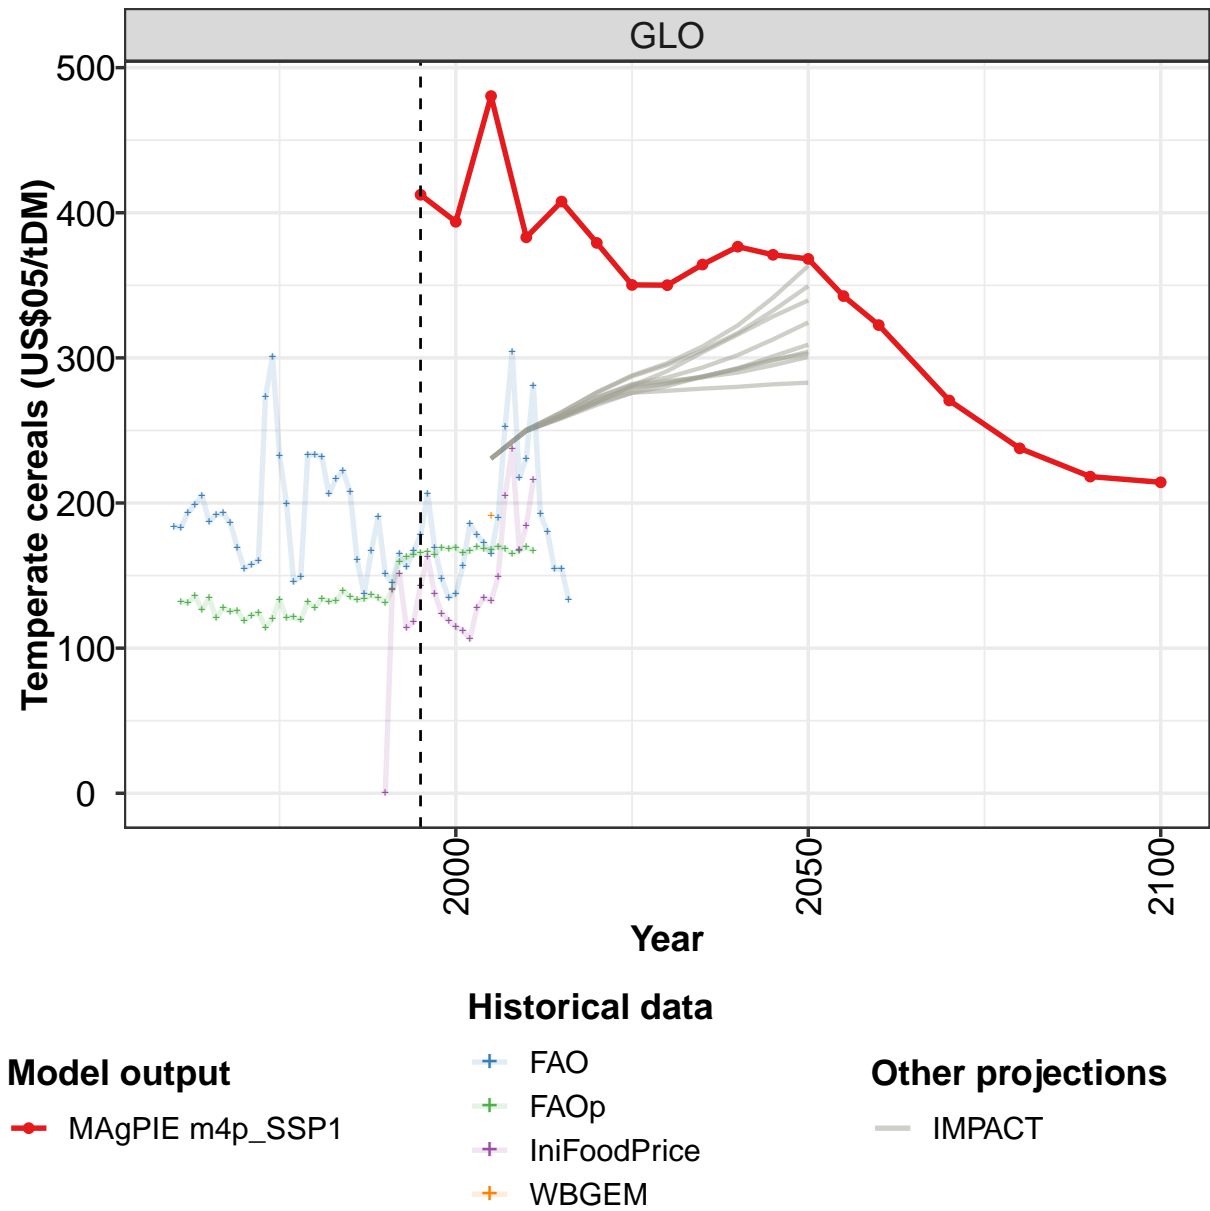 GLO
Temperate cereals (US$05/tDM)
500
400
300
200
100
0
2000
2050
2100
Year
Historical data
FAO
FAOp
IniFoodPrice
WBGEM
Model output
MAgPIE m4p_SSP1
Other projections
IMPACT